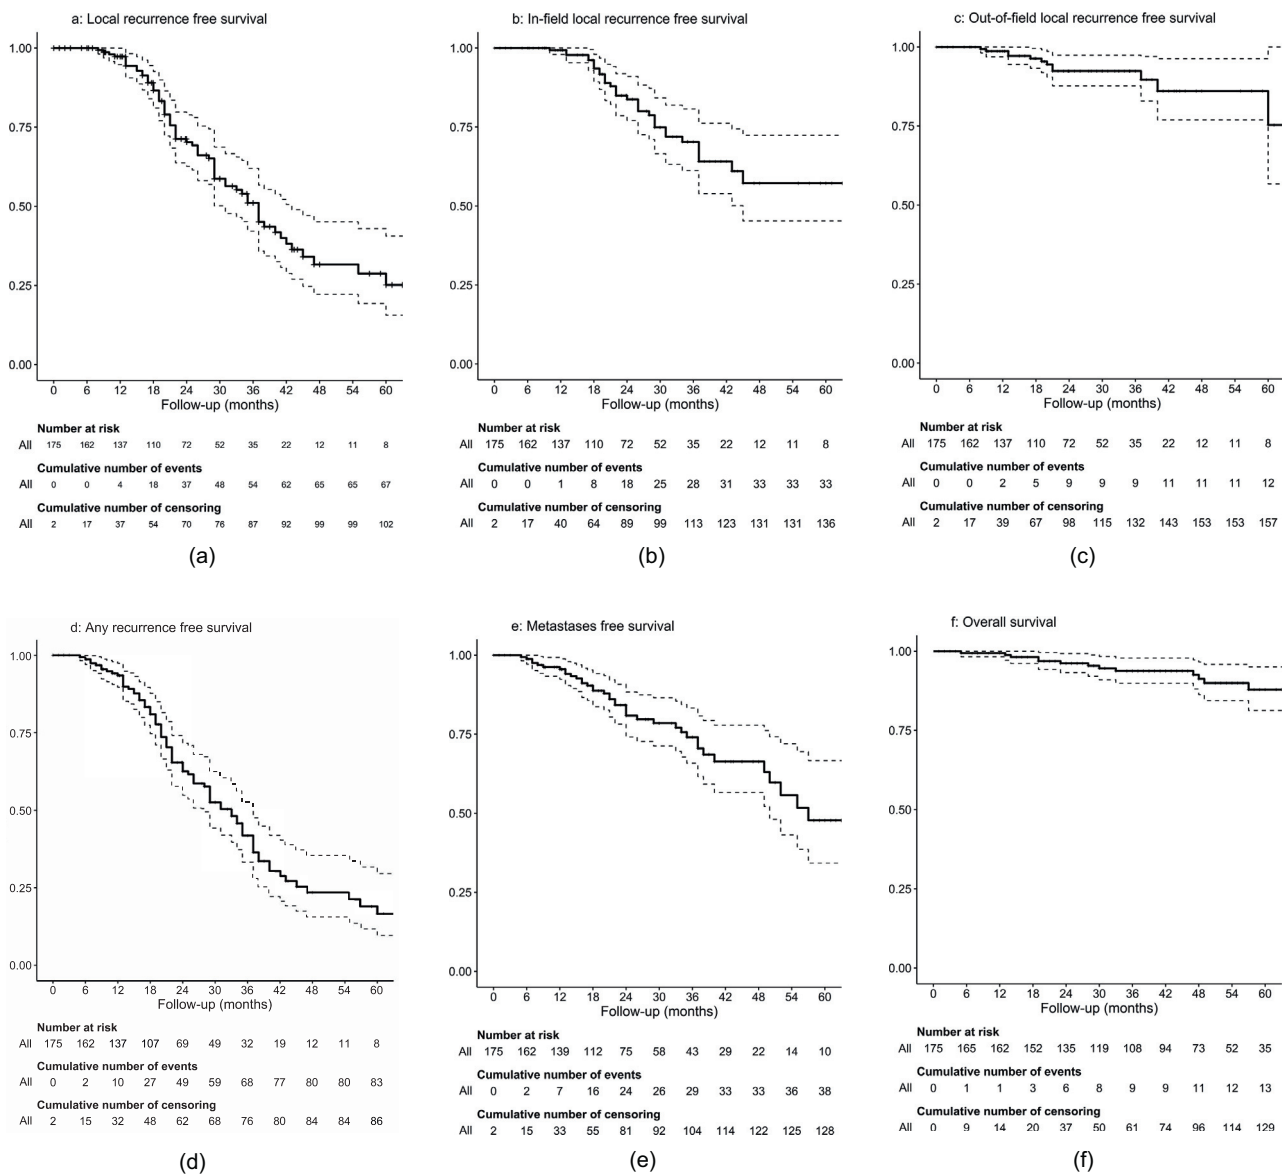 a: Local recurrence free survival
1.00
0.75
0.50
0.25
0.00
0 6 12 18 24 30 36 42 48 54 60
Follow-up (months)
Number at risk
All 175 162 137 110 72 52 35 22 12 11 8
Cumulative number of events
All 0 0 4 18 37 48 54 62 65 65 67
Cumulative number of censoring
All 2 17 37 54 70 76 87 92 99 99 102
(a)
b: In-field local recurrence free survival
1.00
0.75
0.50
0.25
0.00
0 6 12 18 24 30 36 42 48 54 60
Follow-up (months)
Number at risk
All 175 162 137 110 72 52 35 22 12 11 8
Cumulative number of events
All 0 0 1 8 18 25 28 31 33 33 33
Cumulative number of censoring
All 2 17 40 64 89 99 113 123 131 131 136
(b)
c: Out-of-field local recurrence free survival
1.00
0.75
0.50
0.25
0.00
0 6 12 18 24 30 36 42 48 54 60
Follow-up (months)
Number at risk
All 175 162 137 110 72 52 35 22 12 11 8
Cumulative number of events
All 0 0 2 5 9 9 9 11 11 11 12
Cumulative number of censoring
All 2 17 39 67 98 115 132 143 153 153 157
(c)
d: Any recurrence free survival
1.00
0.75
0.50
0.25
0.00
0 6 12 18 24 30 36 42 48 54 60
Follow-up (months)
Number at risk
All 175 162 137 107 69 49 32 19 12 11 8
Cumulative number of events
All 0 2 10 27 49 59 68 77 80 80 83
Cumulative number of censoring
All 2 15 32 48 62 68 76 80 84 84 86
(d)
e: Metastases free survival
1.00
0.75
0.50
0.25
0.00
0 6 12 18 24 30 36 42 48 54 60
Follow-up (months)
Number at risk
All 175 162 139 112 75 58 43 29 22 14 10
Cumulative number of events
All 0 2 7 16 24 26 29 33 33 36 38
Cumulative number of censoring
All 2 15 33 55 81 92 104 114 122 125 128
(e)
f: Overall survival
1.00
0.75
0.50
0.25
0.00
0 6 12 18 24 30 36 42 48 54 60
Follow-up (months)
Number at risk
All 175 165 162 152 135 119 108 94 73 52 35
Cumulative number of events
All 0 1 1 3 6 8 9 9 11 12 13
Cumulative number of censoring
All 0 9 14 20 37 50 61 74 96 114 129
(f)